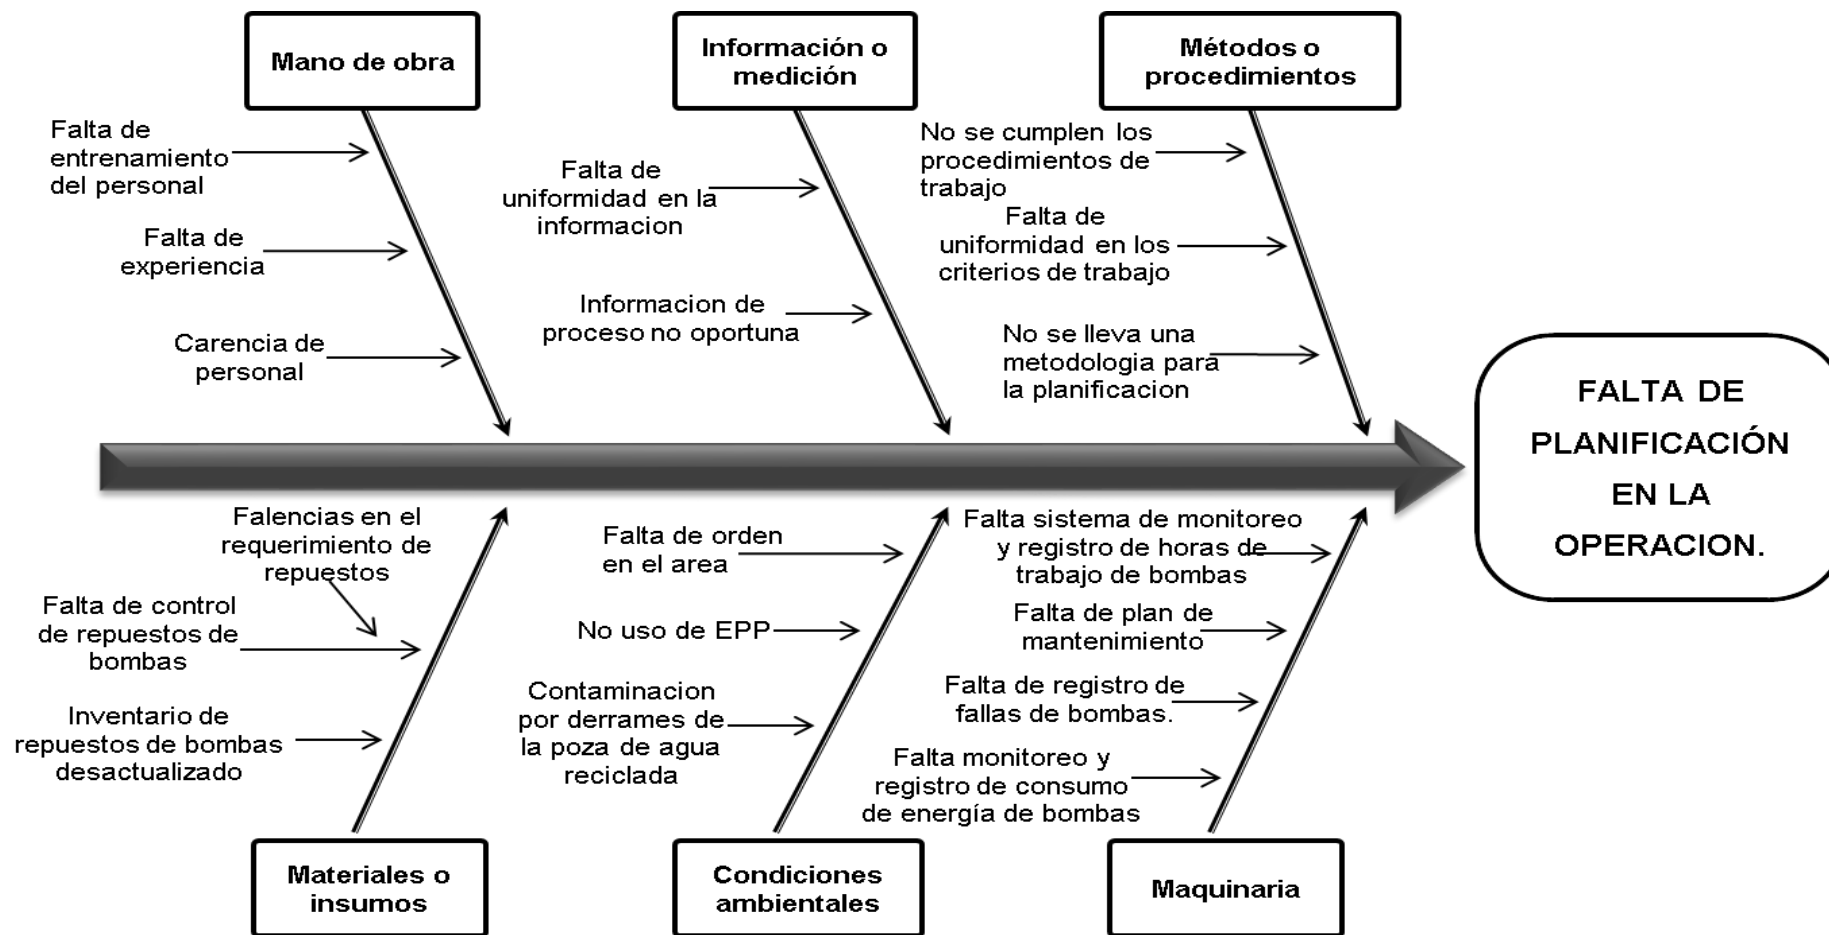 Mano de obra
Información o
medición
Métodos o
procedimientos
Falta de
entrenamiento
del personal
Falta de
experiencia
Carencia de
personal
Falta de
uniformidad en la
informacion
Informacion de
proceso no oportuna
No se cumplen los
procedimientos de
trabajo
Falta de
uniformidad en los
criterios de trabajo
No se lleva una
metodologia para
la planificacion
FALTA DE
PLANIFICACIÓN
EN LA
OPERACION.
Falencias en el
requerimiento de
repuestos
Falta de control
de repuestos de
bombas
Inventario de
repuestos de bombas
desactualizado
Falta de orden
en el area
No uso de EPP
Contaminacion
por derrames de
la poza de agua
reciclada
Falta sistema de monitoreo
y registro de horas de
trabajo de bombas
Falta de plan de
mantenimiento
Falta de registro de
fallas de bombas.
Falta monitoreo y
registro de consumo
de energía de bombas
Materiales o
insumos
Condiciones
ambientales
Maquinaria